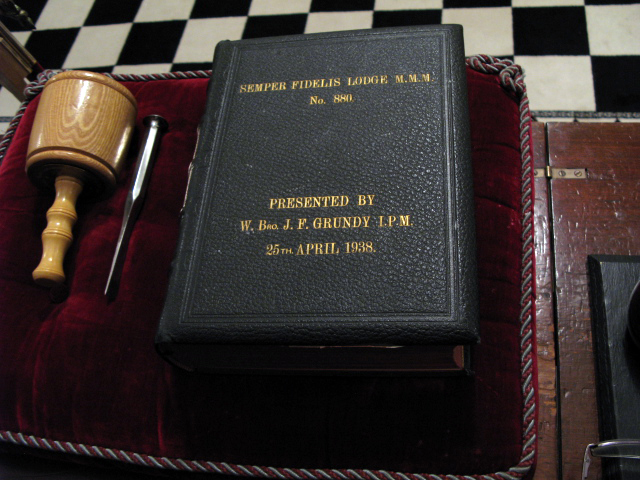 SEMPER FIDELIS LODGE M.M.M.
No. 880.
PRESENTED BY
W. BRO. J. F. GRUNDY I.P.M.
25TH. APRIL 1938.